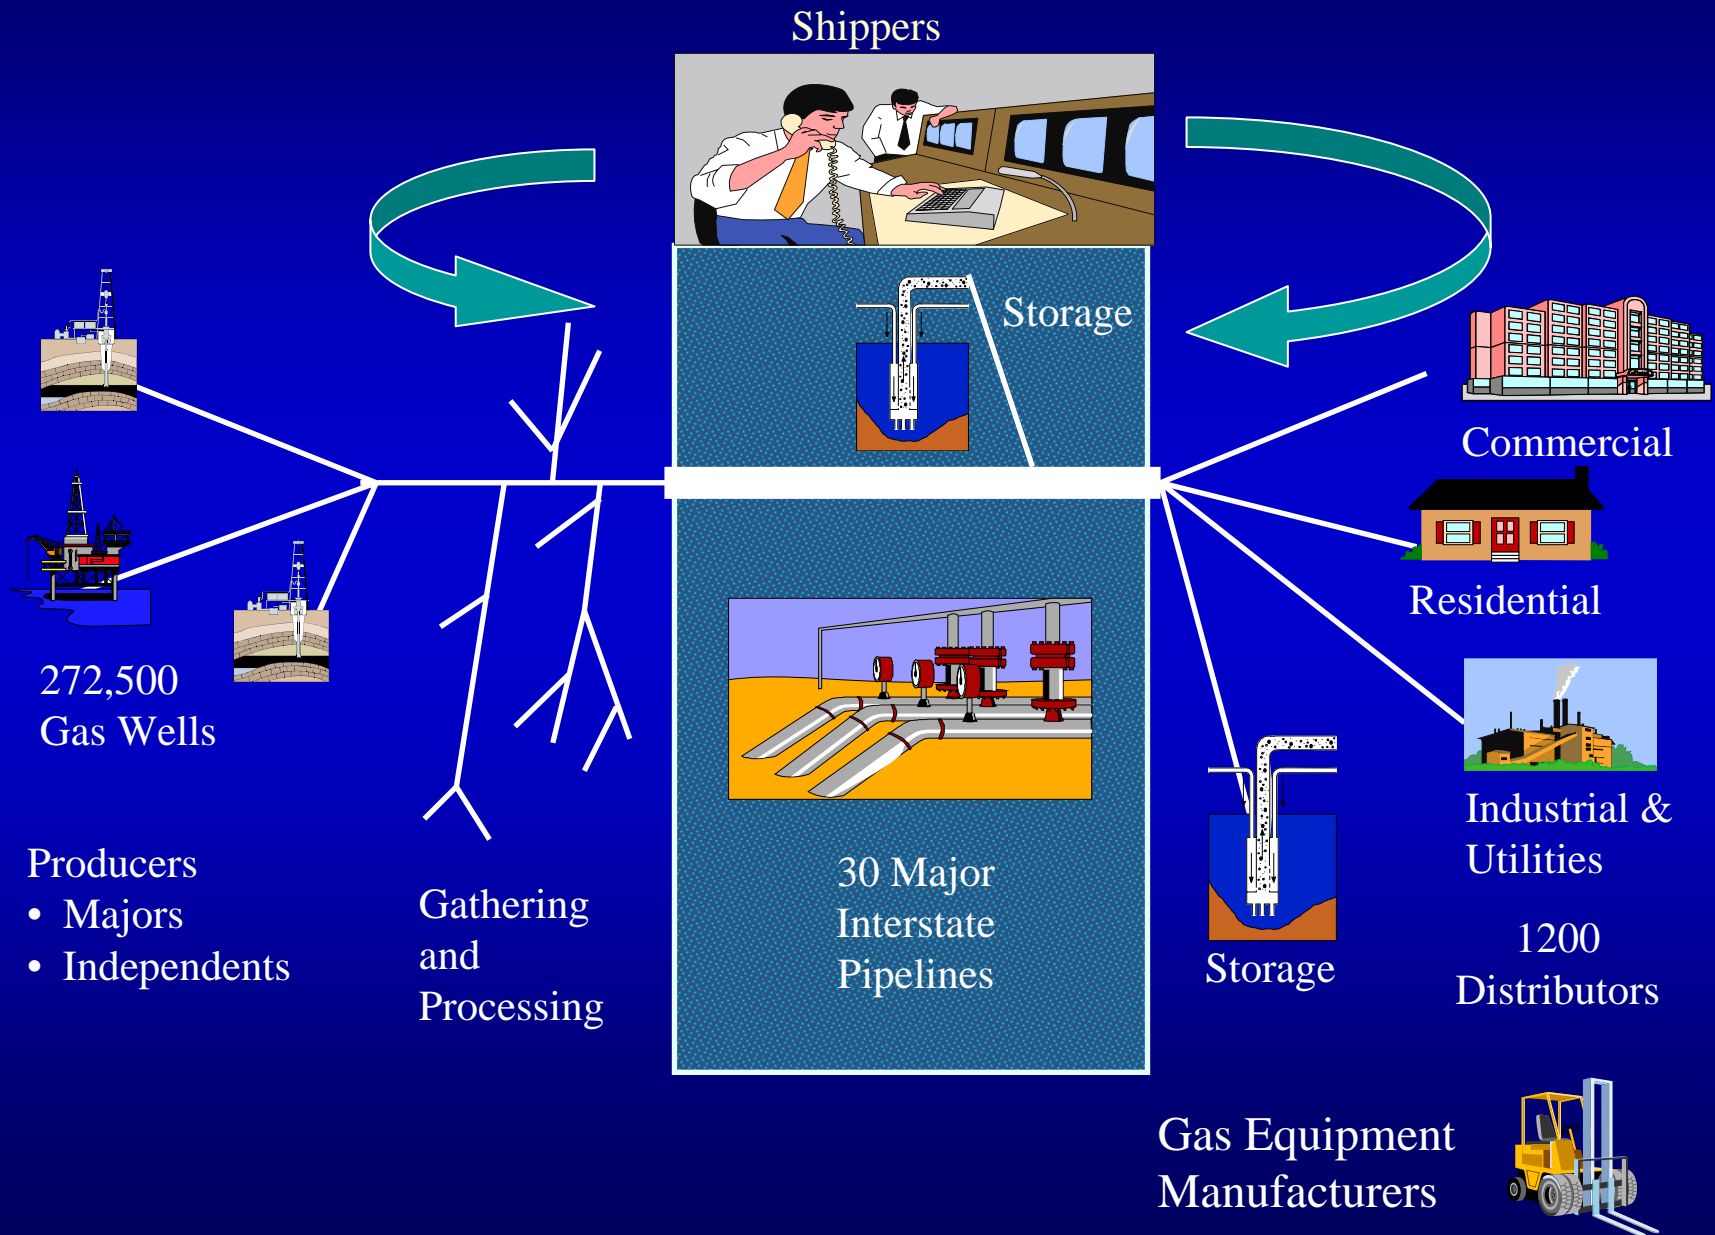 Shippers
Storage
Commercial
Residential
272,500
Gas Wells
Industrial &
Utilities
Producers
• Majors
• Independents
Gathering
and
Processing
30 Major
Interstate
Pipelines
Storage
1200
Distributors
Gas Equipment
Manufacturers